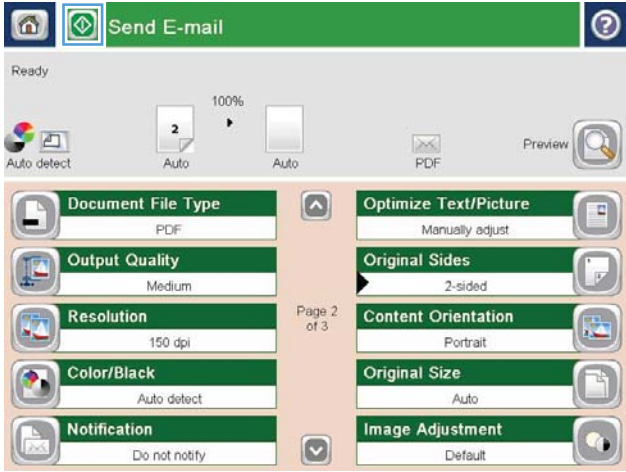 Send E-mail
?
Ready
100%
2
Auto detect
Auto
Auto
PDF
Preview
Document File Type
PDF
Output Quality
Medium
Resolution
150 dpi
Color/Black
Auto detect
Notification
Do not notify
Page 2
of 3
Optimize Text/Picture
Manually adjust
Original Sides
2-sided
Content Orientation
Portrait
Original Size
Auto
Image Adjustment
Default